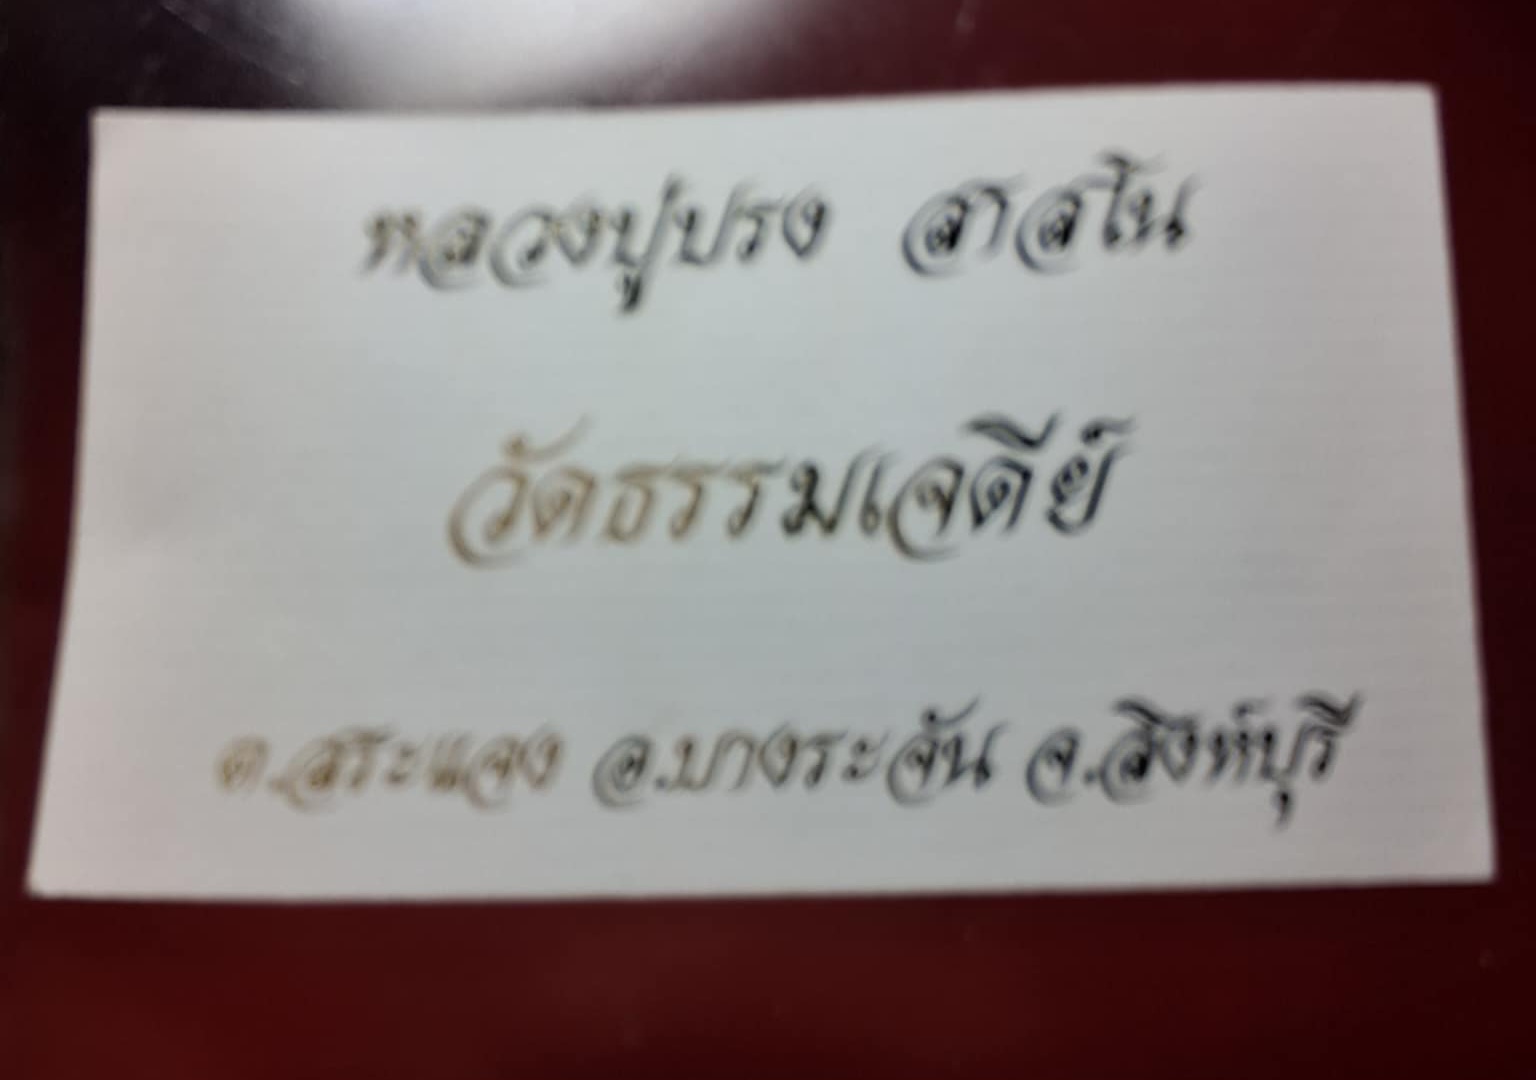 หลวงปู่ปรง สาสโน
วัดธรรมเจดีย์
ต.สระแจง อ.บางระจัน จ.สิงห์บุรี